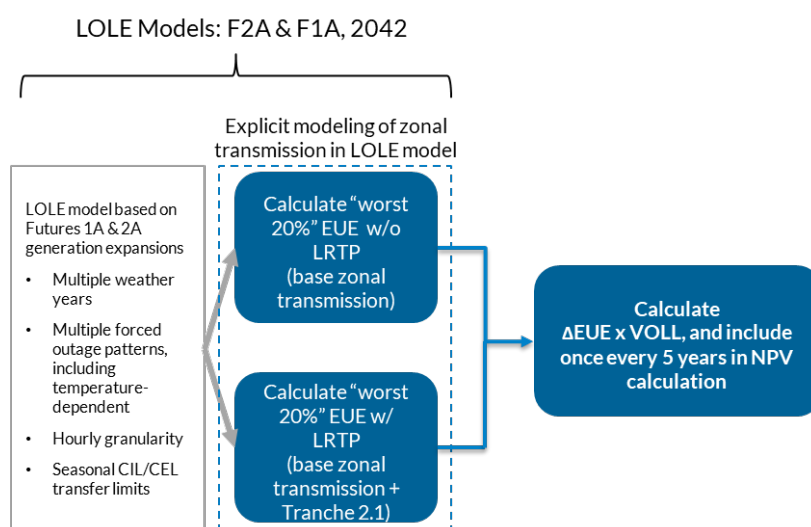 LOLE Models: F2A & F1A, 2042
Explicit modeling of zonal
transmission in LOLE model
LOLE model based on
Futures 1A & 2A
generation expansions
• Multiple weather
years
• Multiple forced
outage patterns,
including
temperature-
dependent
• Hourly granularity
• Seasonal CIL/CEL
transfer limits
Calculate “worst
20%” EUE w/o
LRTP
(base zonal
transmission)
Calculate “worst
20%” EUE w/
LRTP
(base zonal
transmission +
Tranche 2.1)
Calculate
ΔEUE x VOLL, and include
once every 5 years in NPV
calculation